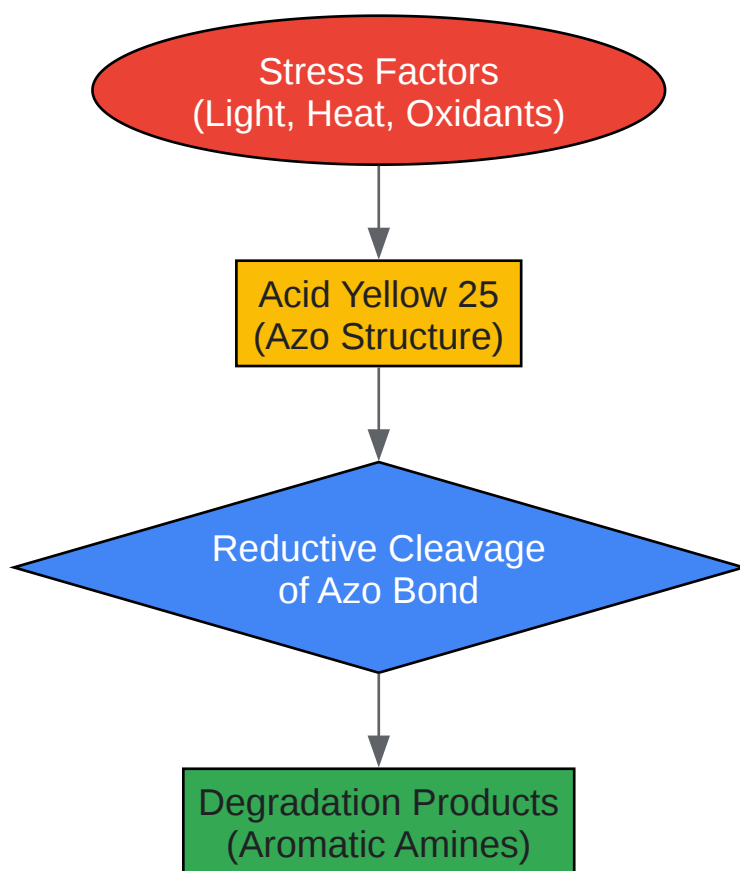 Stress Factors
(Light, Heat, Oxidants)
Acid Yellow 25
(Azo Structure)
Reductive Cleavage
of Azo Bond
Degradation Products
(Aromatic Amines)